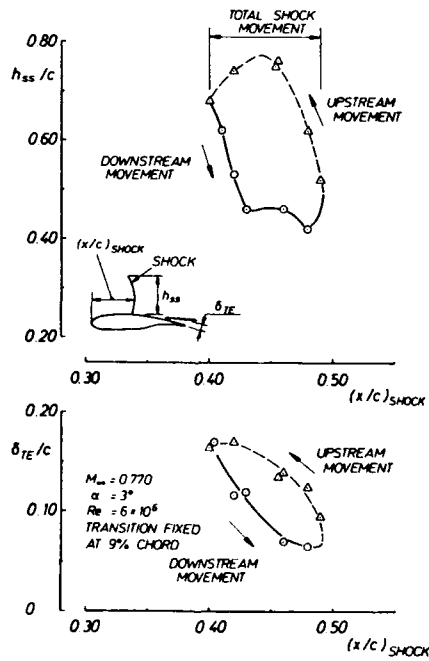 TOTAL SHOCK
MOVEMENT
0.80
h_ss/c
UPSTREAM
MOVEMENT
0.60
DOWNSTREAM
MOVEMENT
0.40
(x/c)_SHOCK
SHOCK
h_ss
δ_TE
0.20
0.30
0.40
0.50
(x/c)_SHOCK
0.20
δ_TE/c
UPSTREAM
MOVEMENT
M∞ = 0.770
α = 3°
Re = 6 × 10⁶
TRANSITION FIXED
AT 9% CHORD
0.10
DOWNSTREAM
MOVEMENT
0
0.30
0.40
0.50
(x/c)_SHOCK